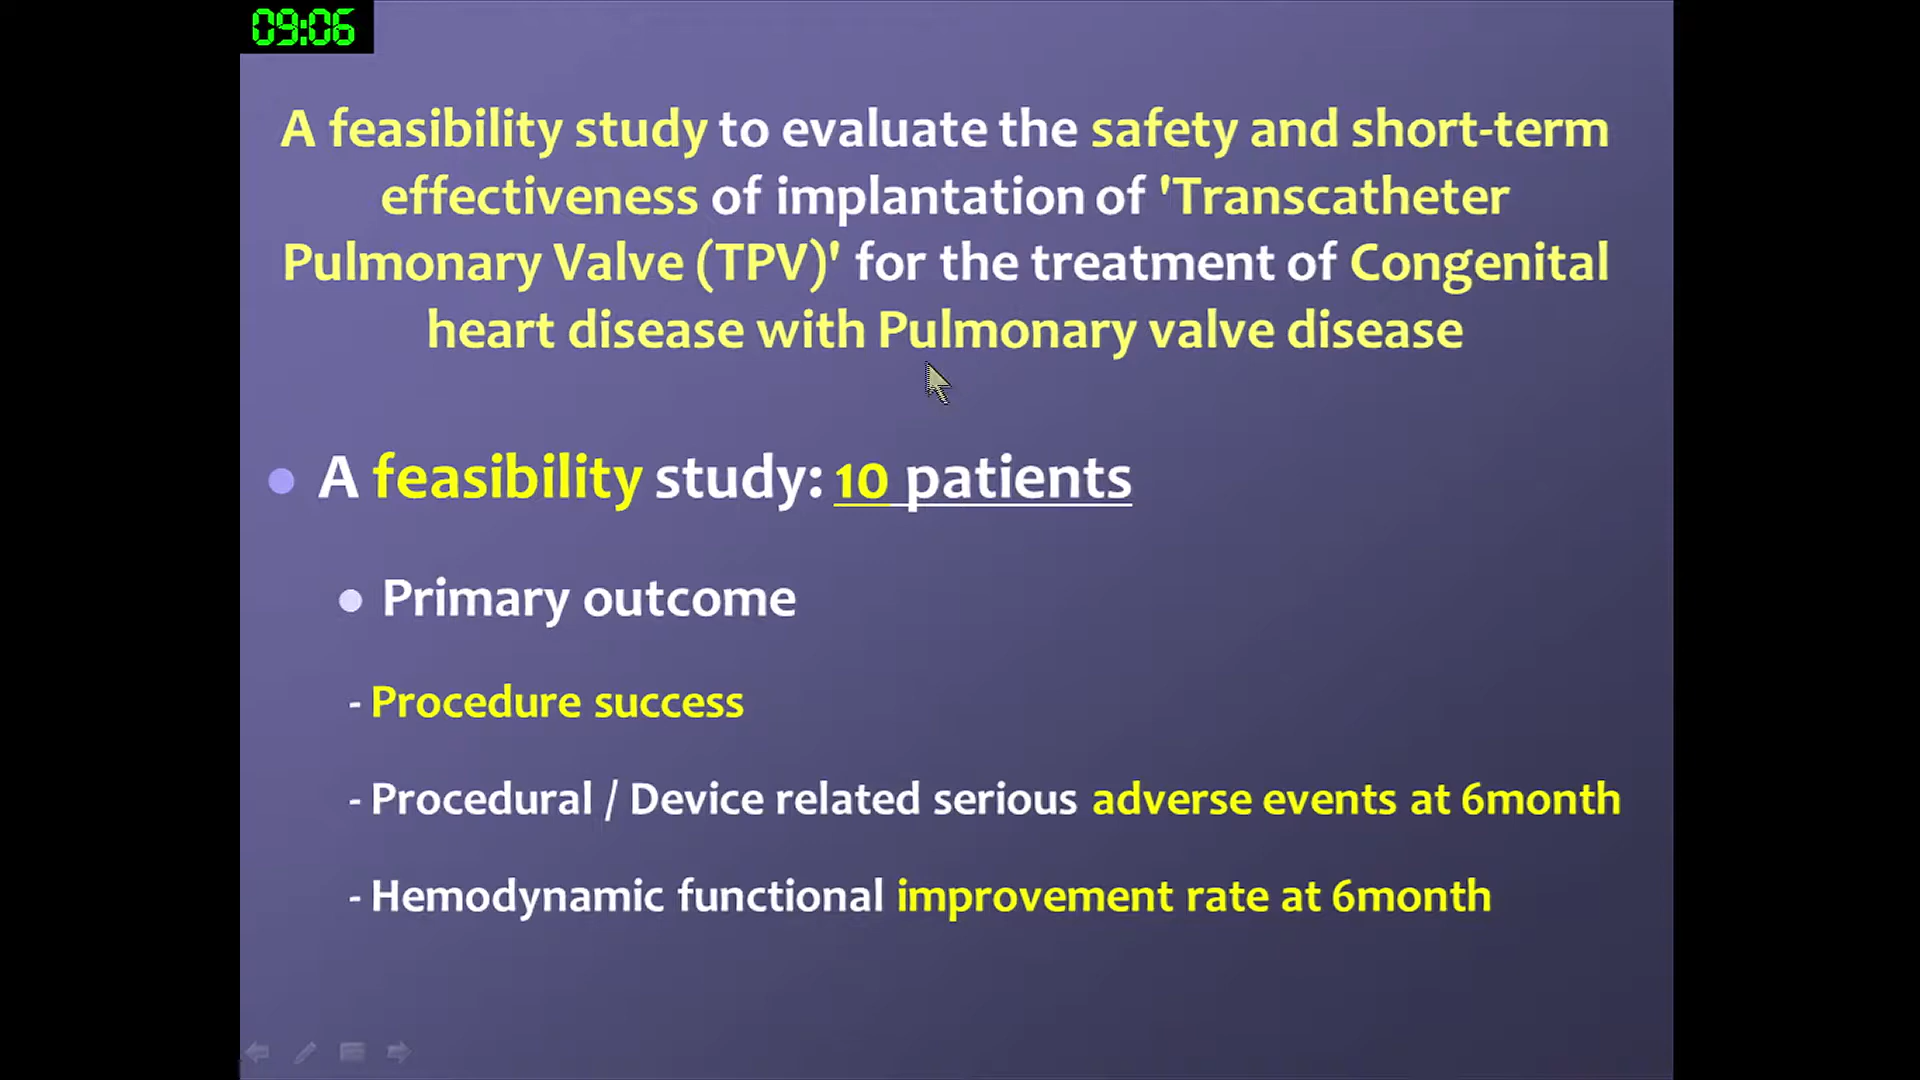 09:06
A feasibility study to evaluate the safety and short-term
effectiveness of implantation of 'Transcatheter
Pulmonary Valve (TPV)' for the treatment of Congenital
heart disease with Pulmonary valve disease
A feasibility study: 10 patients
Primary outcome
- Procedure success
- Procedural / Device related serious adverse events at 6month
- Hemodynamic functional improvement rate at 6month